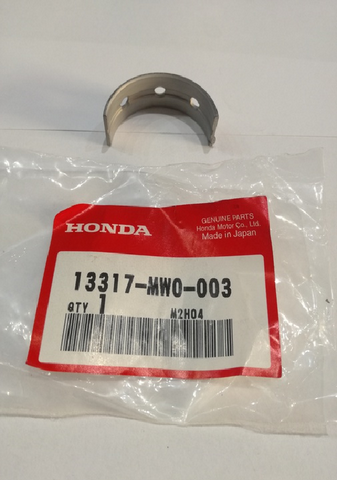 HONDA
GENUINE PARTS
Honda Motor Co., Ltd.
Made in Japan
13317-MW0-003
QTY 1 M2H04